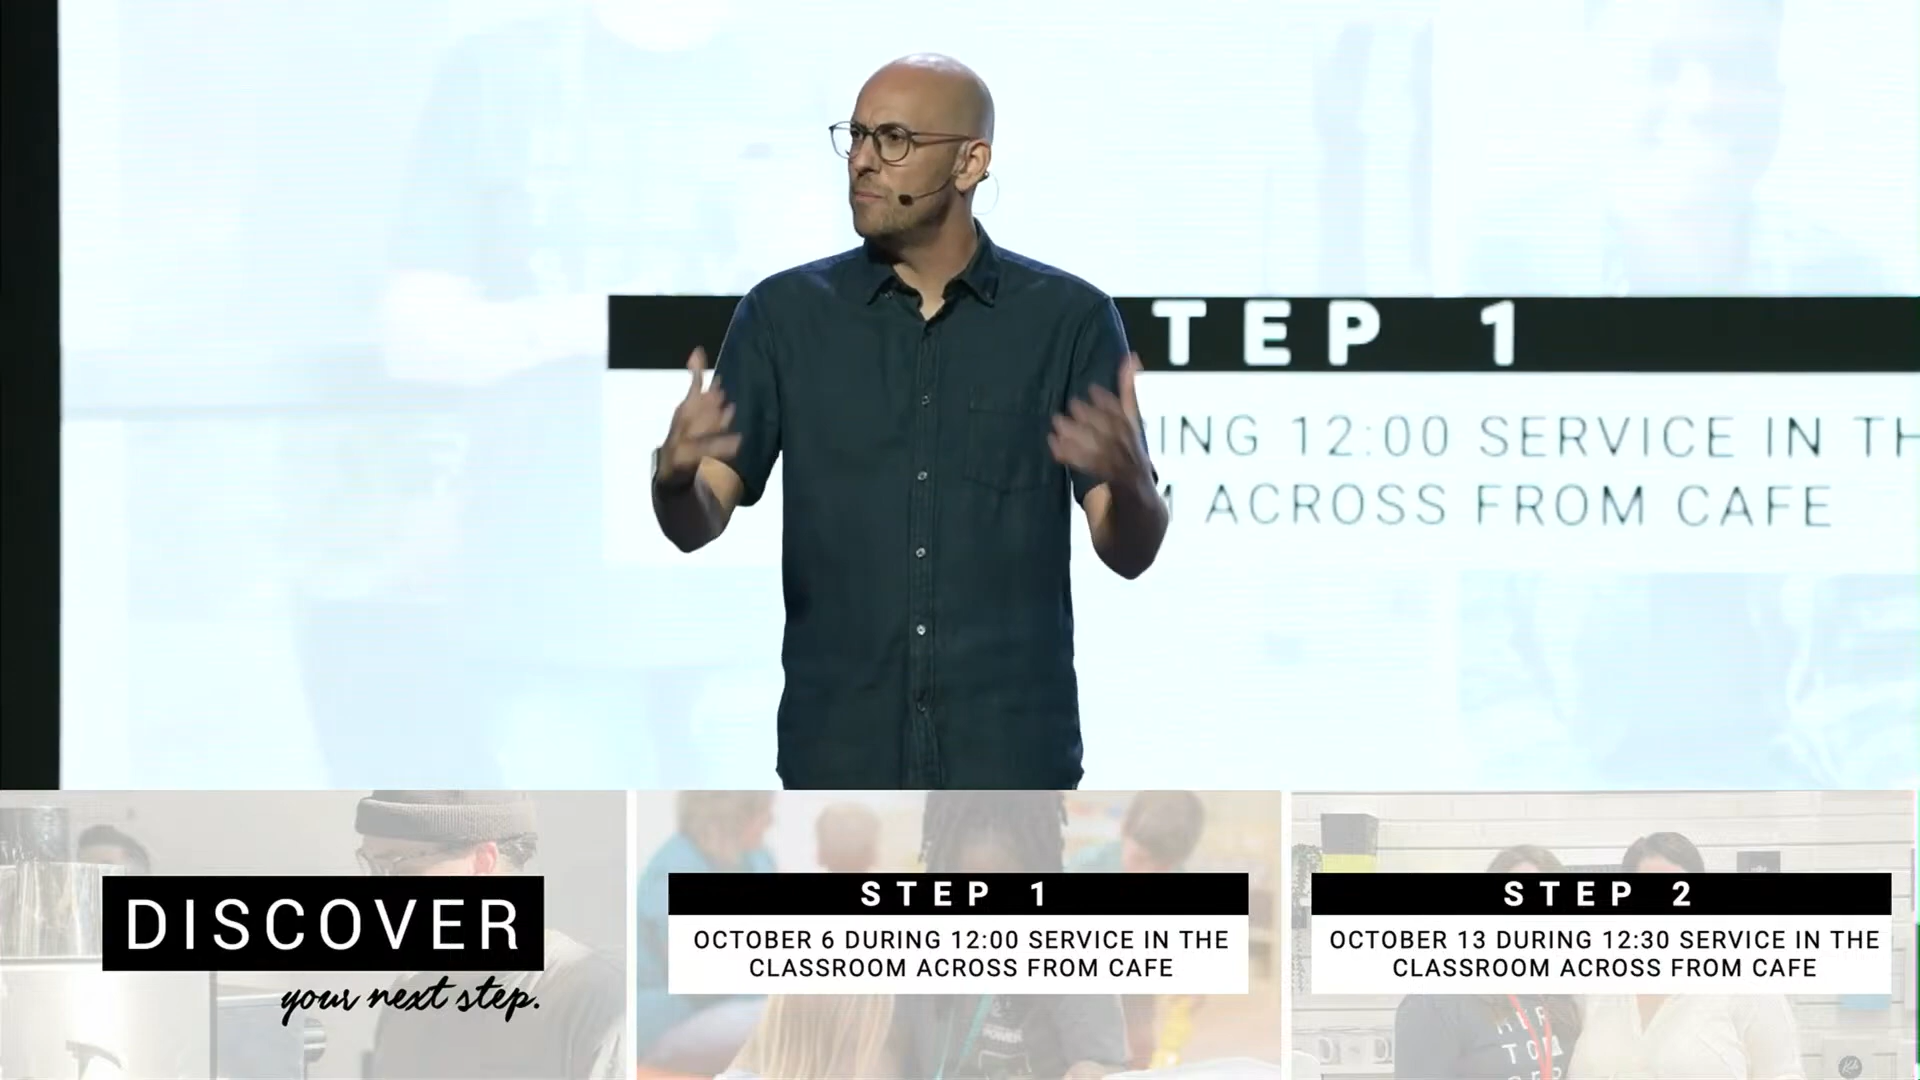 TEP 1
ING 12:00 SERVICE IN TH
ACROSS FROM CAFE
DISCOVER
your next step.
STEP 1
OCTOBER 6 DURING 12:00 SERVICE IN THE
CLASSROOM ACROSS FROM CAFE
STEP 2
OCTOBER 13 DURING 12:30 SERVICE IN THE
CLASSROOM ACROSS FROM CAFE